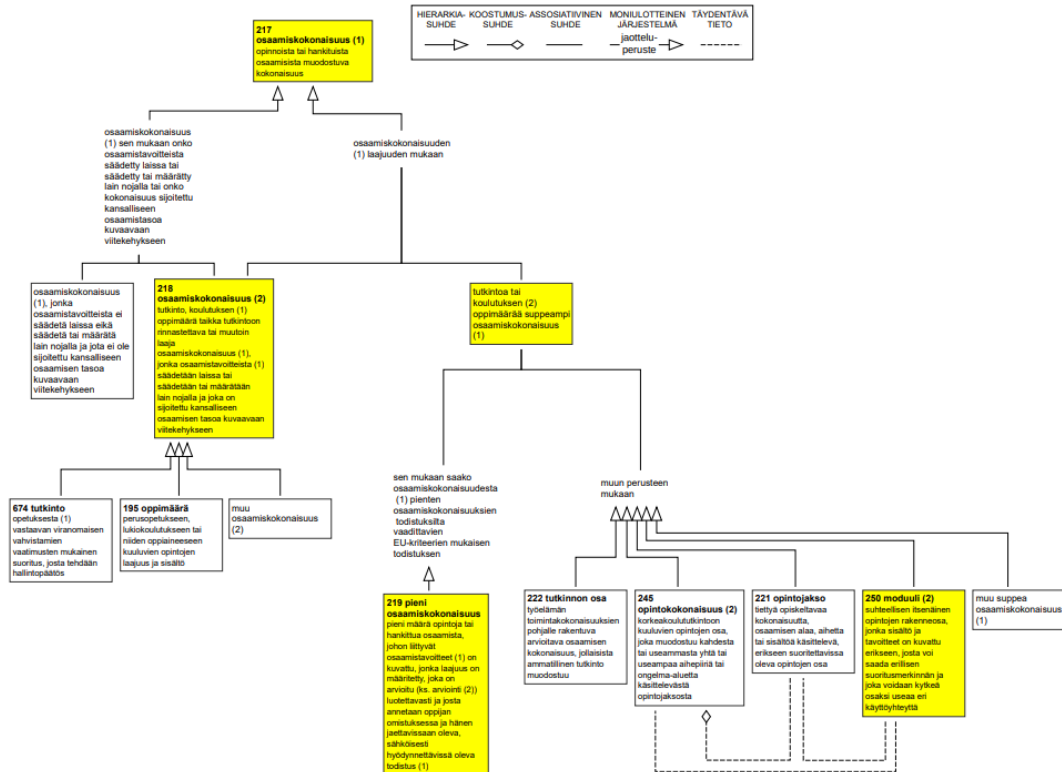 217
osaamiskokonaisuus (1)
opinnoista tai hankituista
osaamisista muodostuva
kokonaisuus
HIERARKIA-
SUHDE
KOOSTUMUS-
SUHDE
ASSOSIATIIVINEN
SUHDE
MONIULOTTEINEN
JÄRJESTELMÄ
jaottelu-
peruste
TÄYDENTÄVÄ
TIETO
osaamiskokonaisuus
(1) sen mukaan onko
osaamistavoitteista
säädetty laissa tai
säädetty tai määrätty
lain nojalla tai onko
kokonaisuus sijoitettu
kansalliseen
osaamistasoa
kuvaavaan
viitekehykseen
osaamiskokonaisuuden
(1) laajuuden mukaan
osaamiskokonaisuus
(1), jonka
osaamistavoitteista ei
säädetä laissa eikä
säädetä tai määrätä
lain nojalla ja jota ei ole
sijoitettu kansalliseen
osaamisen tasoa
kuvaavaan
viitekehykseen
218
osaamiskokonaisuus (2)
tutkinto, koulutuksen (1)
oppimäärä taikka tutkintoon
rinnastettava tai muutoin
laaja
osaamiskokonaisuus (1),
jonka osaamistavoitteista (1)
säädetään laissa tai
säädetään tai määrätään
lain nojalla ja joka on
sijoitettu kansalliseen
osaamisen tasoa kuvaavaan
viitekehykseen
tutkintoa tai
koulutuksen (2)
oppimäärää suppeampi
osaamiskokonaisuus
(1)
674 tutkinto
opetuksesta (1)
vastaavan viranomaisen
vahvistamien
vaatimusten mukainen
suoritus, josta tehdään
hallintopäätös
195 oppimäärä
perusopetukseen,
lukiokoulutukseen tai
niiden oppiaineeseen
kuuluvien opintojen
laajuus ja sisältö
muu
osaamiskokonaisuus
(2)
sen mukaan saako
osaamiskokonaisuudesta
(1) pienten
osaamiskokonaisuuksien
todistuksilta
vaadittavien
EU-kriteerien mukaisen
todistuksen
muun perusteen
mukaan
219 pieni
osaamiskokonaisuus
pieni määrä opintoja tai
hankittua osaamista,
johon liittyvät
osaamistavoitteet (1) on
kuvattu, jonka laajuus on
määritetty, joka on
arvioitu (ks. arviointi (2))
luotettavasti ja josta
annetaan oppijan
omistuksessa ja hänen
jaettavissaan oleva,
sähköisesti
hyödynnettävissä oleva
todistus (1)
222 tutkinnon osa
työelämän
toimintakokonaisuuksien
pohjalle rakentuva
arvioitava osaamisen
kokonaisuus, jollaisista
ammatillinen tutkinto
muodostuu
245
opintokokonaisuus (2)
korkeakoulututkintoon
kuuluvien opintojen osa,
joka muodostuu kahdesta
tai useammasta yhtä tai
useampaa aihepiiriä tai
ongelma-aluetta
käsittelevästä
opintojaksosta
221 opintojakso
tiettyä opiskeltavaa
kokonaisuutta,
osaamisen alaa, aihetta
tai sisältöä käsittelevä,
erikseen suoritettavissa
oleva opintojen osa
250 moduuli (2)
suhteellisen itsenäinen
opintojen rakenneosa,
jonka sisältö ja
tavoitteet on kuvattu
erikseen, josta voi
saada erillisen
suoritusmerkinnän ja
joka voidaan kytkeä
osaksi useaa eri
käyttöyhteyttä
muu suppea
osaamiskokonaisuus
(1)